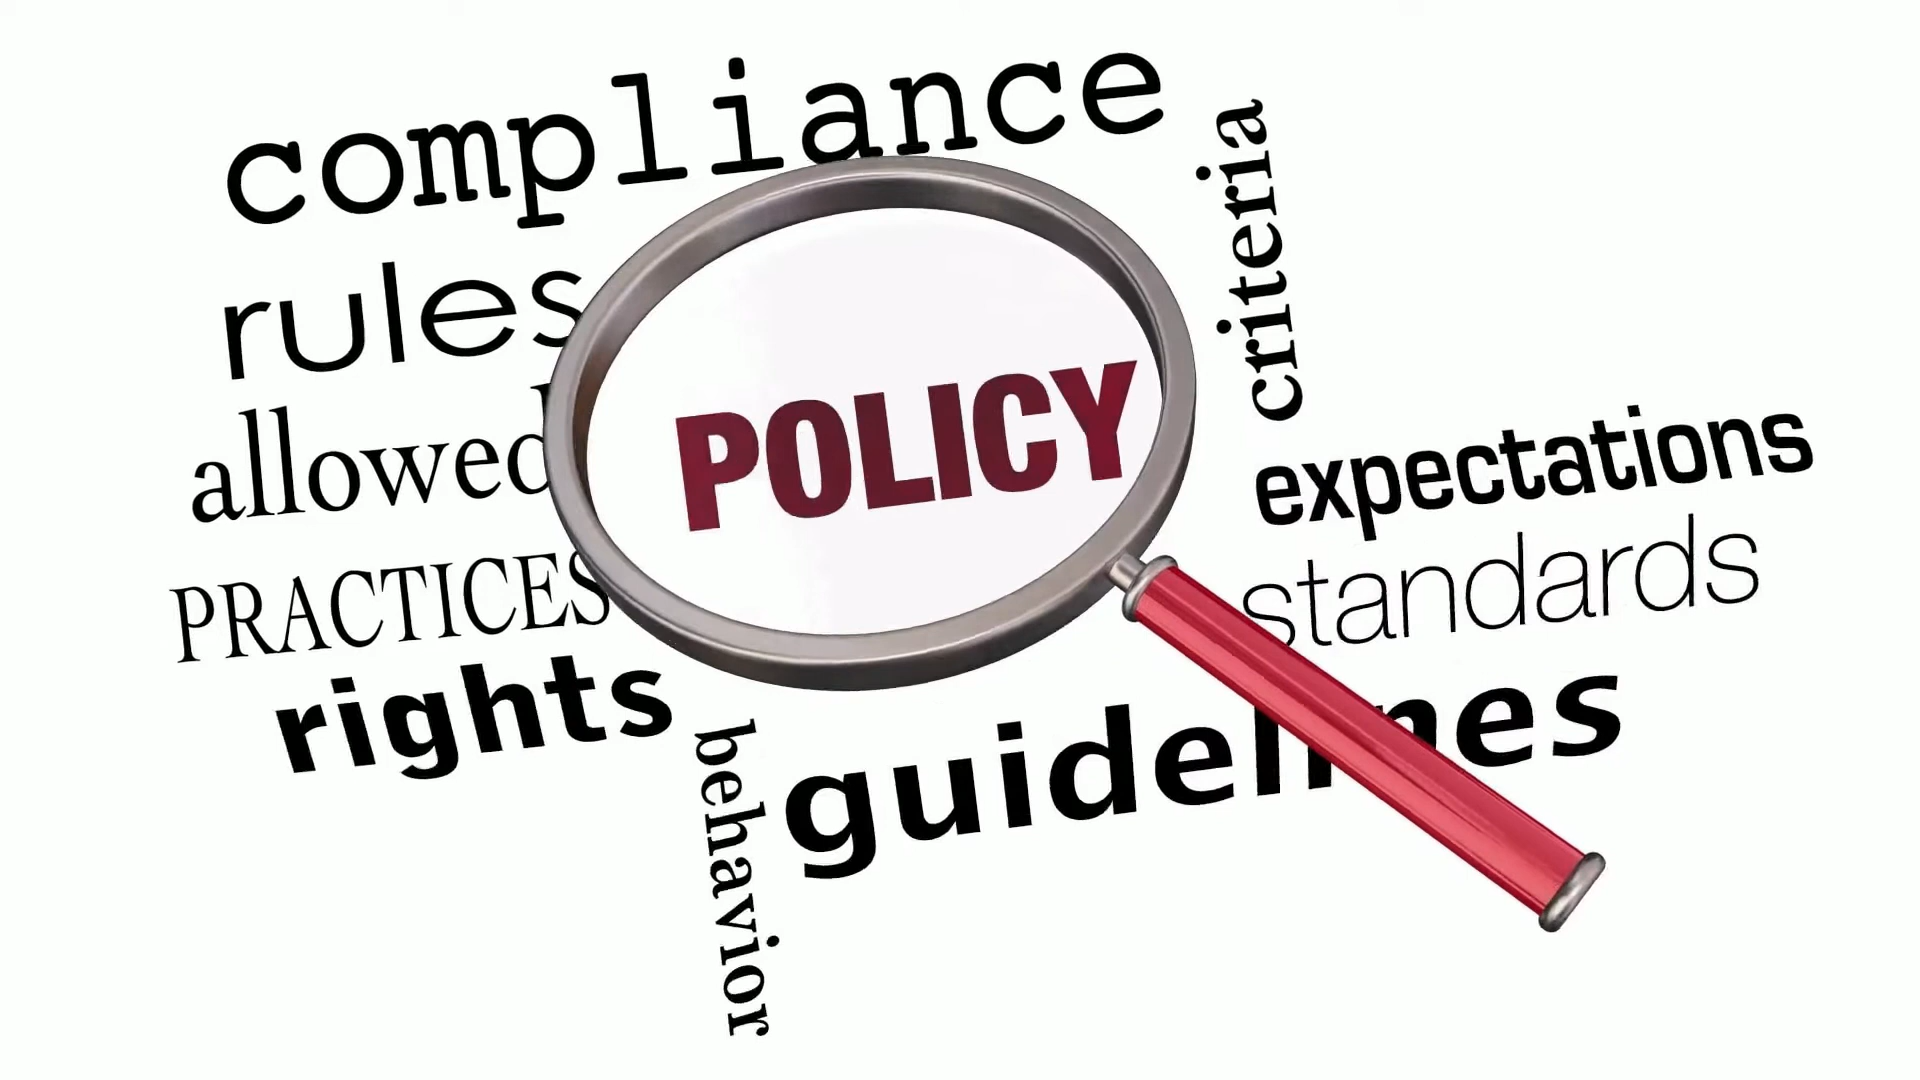 compliance
criteria
rules
POLICY
allowed
expectations
PRACTICES
standards
rights
guidelines
behavior